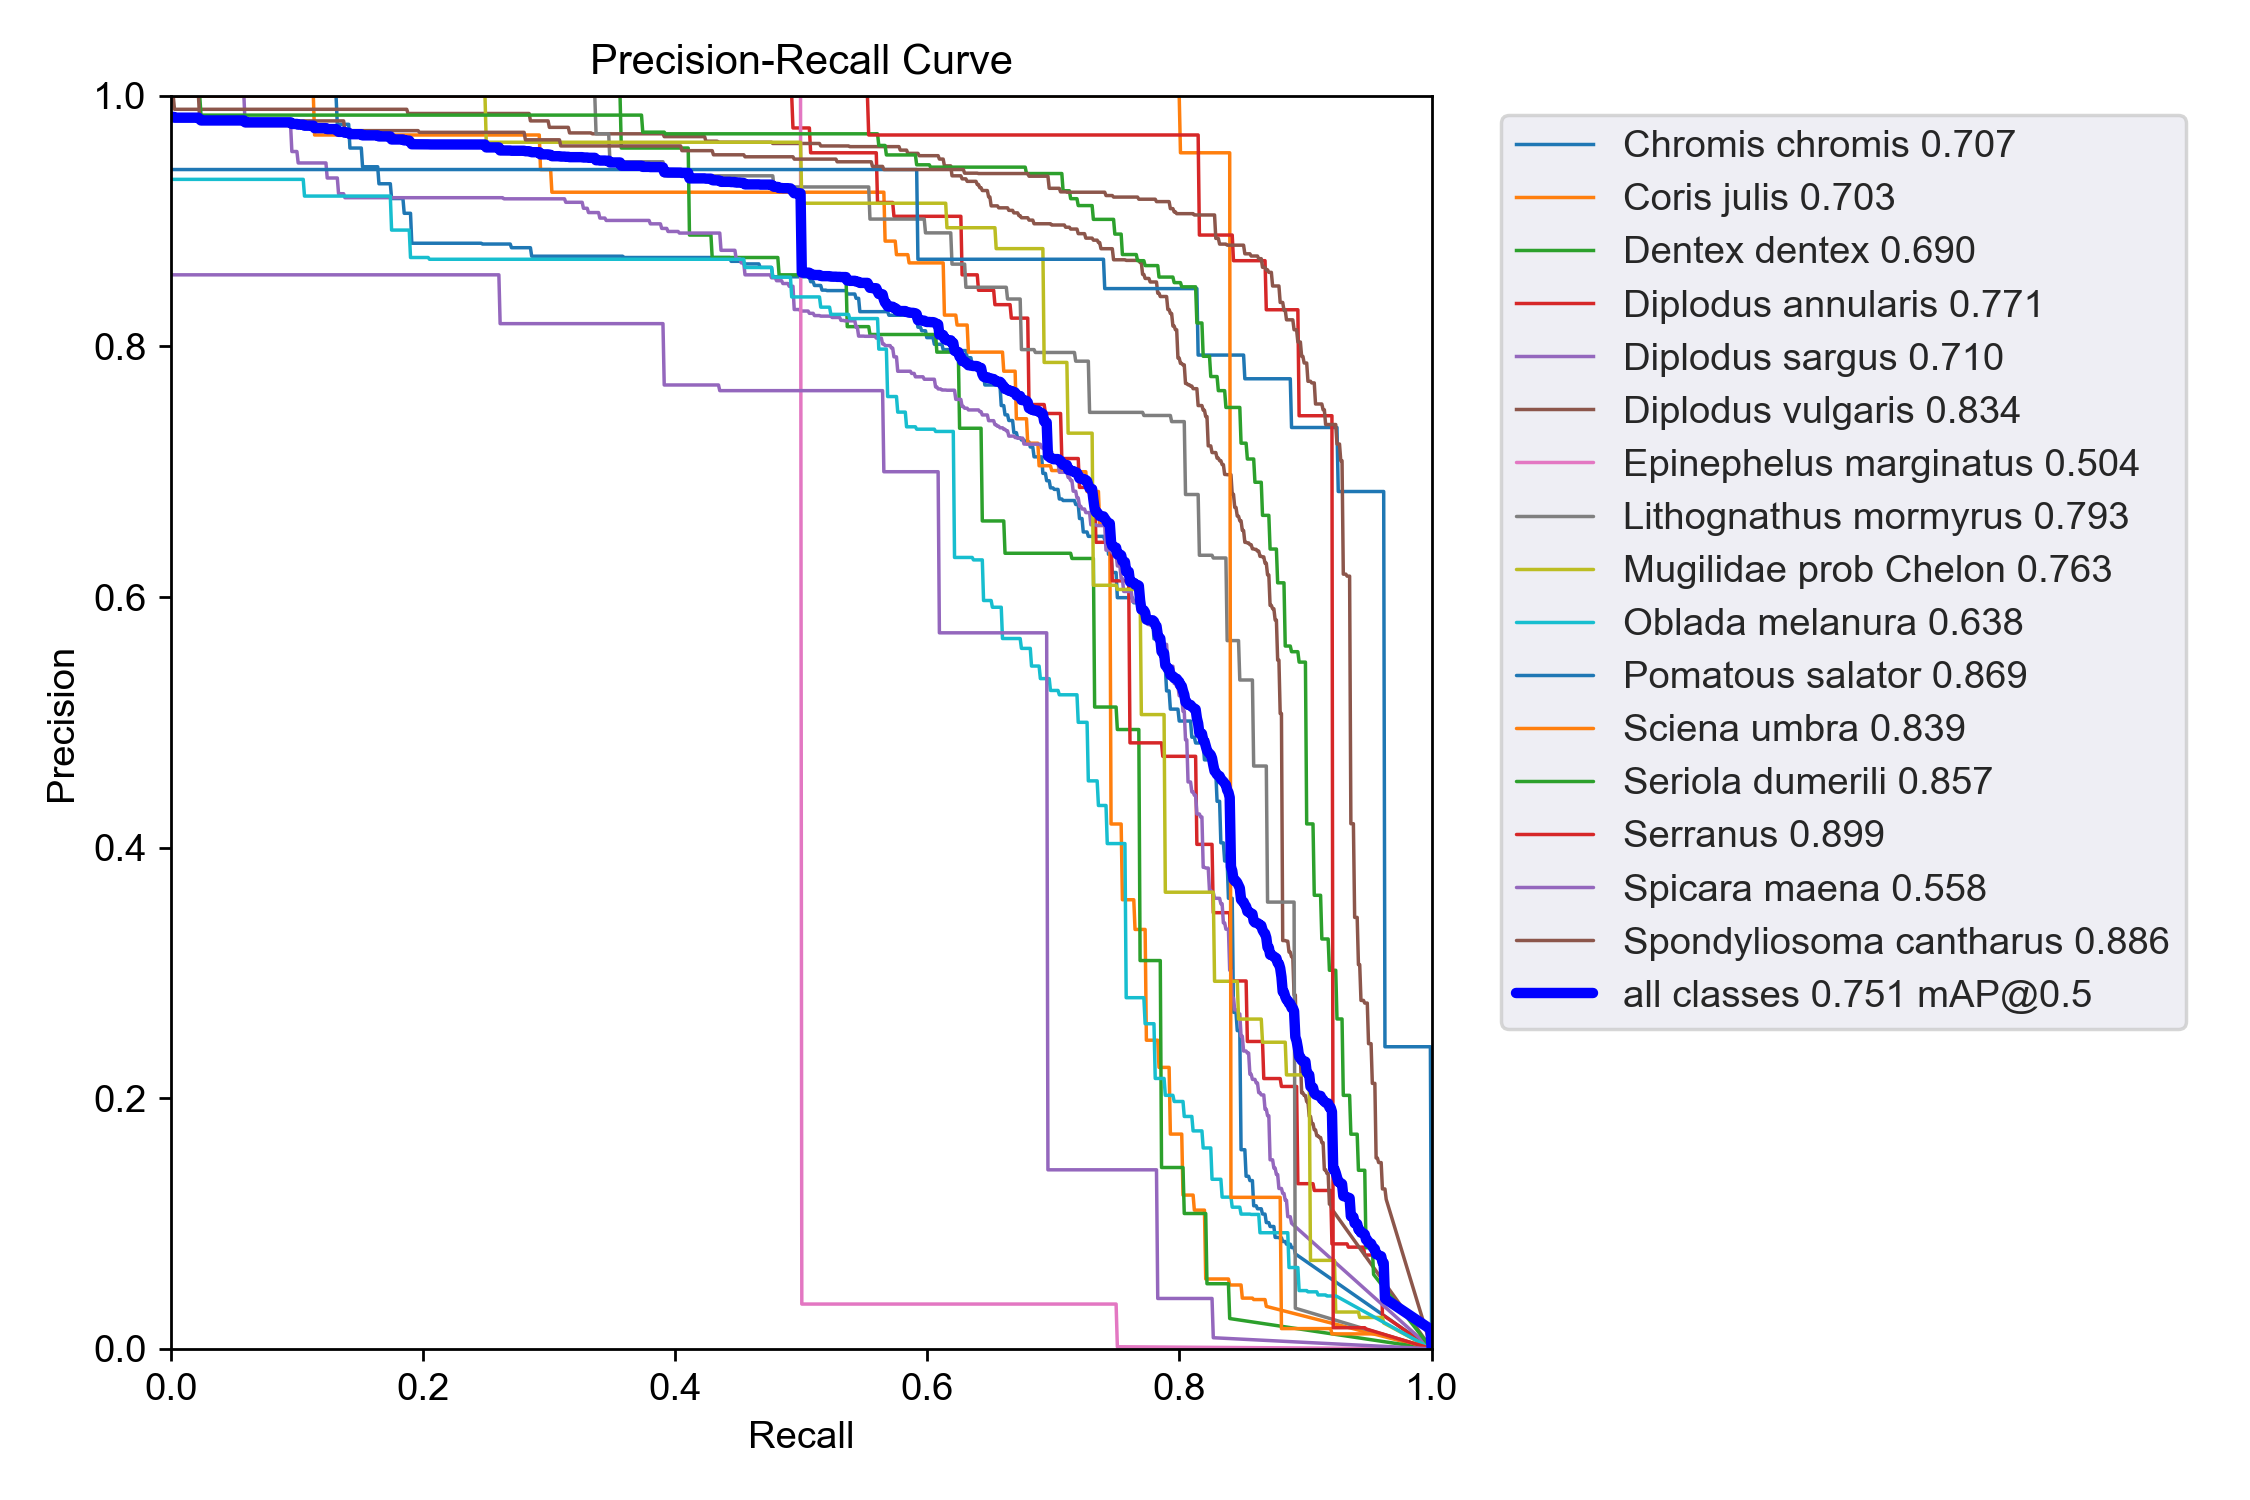 Precision-Recall Curve
1.0
0.8
0.6
0.4
0.2
0.0
Precision
0.0 0.2 0.4 0.6 0.8 1.0
Recall
Chromis chromis 0.707
Coris julis 0.703
Dentex dentex 0.690
Diplodus annularis 0.771
Diplodus sargus 0.710
Diplodus vulgaris 0.834
Epinephelus marginatus 0.504
Lithognathus mormyrus 0.793
Mugilidae prob Chelon 0.763
Oblada melanura 0.638
Pomatous salator 0.869
Sciena umbra 0.839
Seriola dumerili 0.857
Serranus 0.899
Spicara maena 0.558
Spondyliosoma cantharus 0.886
all classes 0.751 mAP@0.5